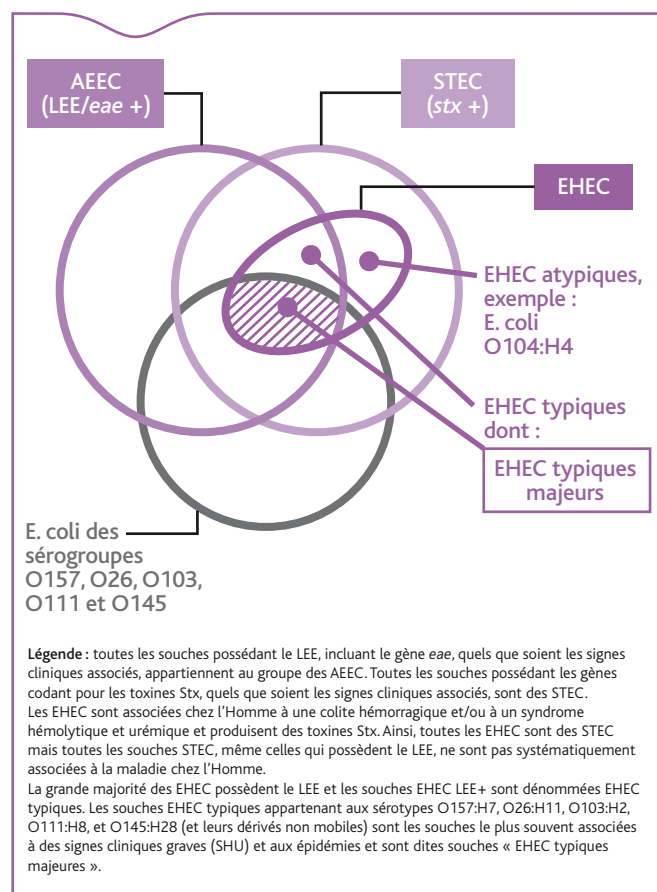 AEEC
(LEE/eae +)
STEC
(stx +)
EHEC
EHEC atypiques,
exemple :
E. coli
O104:H4
EHEC typiques
dont :
EHEC typiques
majeurs
E. coli des
sérogroupes
O157, O26, O103,
O111 et O145
Légende : toutes les souches possédant le LEE, incluant le gène eae, quels que soient les signes
cliniques associés, appartiennent au groupe des AEEC. Toutes les souches possédant les gènes
codant pour les toxines Stx, quels que soient les signes cliniques associés, sont des STEC.
Les EHEC sont associées chez l'Homme à une colite hémorragique et/ou à un syndrome
hémolytique et urémique et produisent des toxines Stx. Ainsi, toutes les EHEC sont des STEC
mais toutes les souches STEC, même celles qui possèdent le LEE, ne sont pas systématiquement
associées à la maladie chez l'Homme.
La grande majorité des EHEC possèdent le LEE et les souches EHEC LEE+ sont dénommées EHEC
typiques. Les souches EHEC typiques appartenant aux sérotypes O157:H7, O26:H11, O103:H2,
O111:H8, et O145:H28 (et leurs dérivés non mobiles) sont les souches le plus souvent associées
à des signes cliniques graves (SHU) et aux épidémies et sont dites souches « EHEC typiques
majeures ».